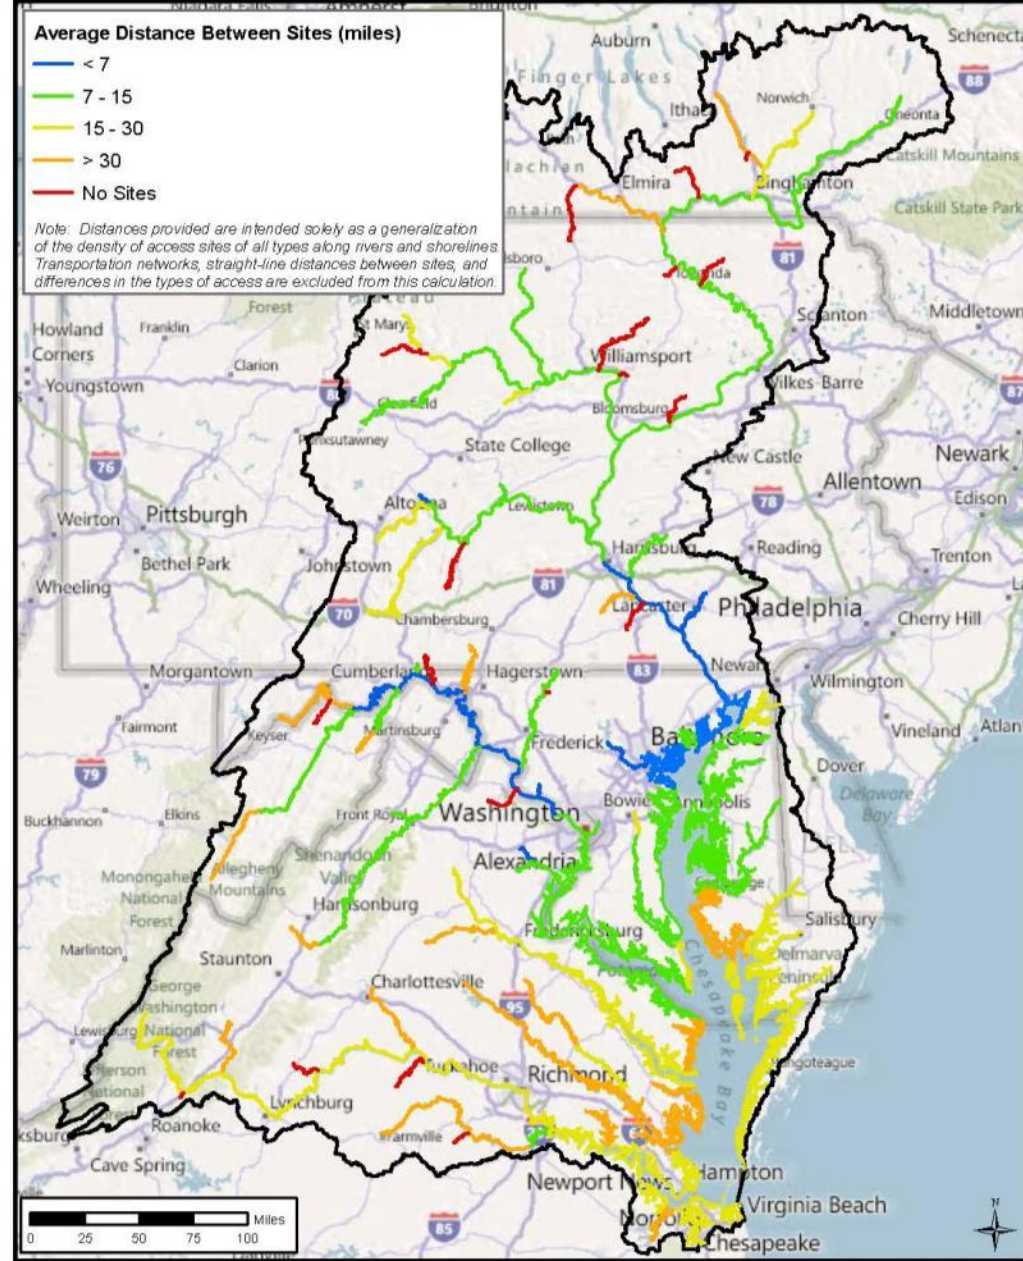 Average Distance Between Sites (miles)
< 7
7 - 15
15 - 30
> 30
No Sites
Note: Distances provided are intended solely as a generalization
of the density of access sites of all types along rivers and shorelines.
Transportation networks, straight-line distances between sites, and
differences in the types of access are excluded from this calculation.
Auburn
Finger Lakes
88
Norwich
Oneonta
Catskill Mountains
Elmira
Binghamton
Catskill State Park
81
Forest
St Marys
Howland
Corners
Franklin
Scranton
Middletown
Clarion
Williamsport
Youngstown
Wilkes-Barre
87
Clearfield
Bloomsburg
Punxsutawney
State College
New Castle
Newark
76
Allentown
78
Edison
Weirton
Pittsburgh
Altoona
Lewistown
Bethel Park
Johnstown
Harrisburg
Reading
Trenton
Wheeling
81
70
Lancaster
Philadelphia
Cherry Hill
Chambersburg
Morgantown
Cumberland
Hagerstown
83
Newark
Wilmington
Fairmont
Keyser
Martinsburg
Frederick
Baltimore
Vineland
79
Dover
Delaware
Bay
Buckhannon
Elkins
Front Royal
Washington
Bowie
Annapolis
Shenandoah
Valley
Alexandria
Allegheny
Mountains
Monongahela
National
Forest
Harrisonburg
Salisbury
Marlinton
Fredericksburg
Delmarva
Peninsula
Staunton
Potomac
Chesapeake Bay
Charlottesville
George
Washington
National
Forest
Lewisburg
95
Jefferson
National
Tuckahoe
Richmond
Chingoteague
Lynchburg
Roanoke
Farmville
64
Cave Spring
Newport News
Hampton
Norfolk
Virginia Beach
Chesapeake
85
N
Miles
0 25 50 75 100